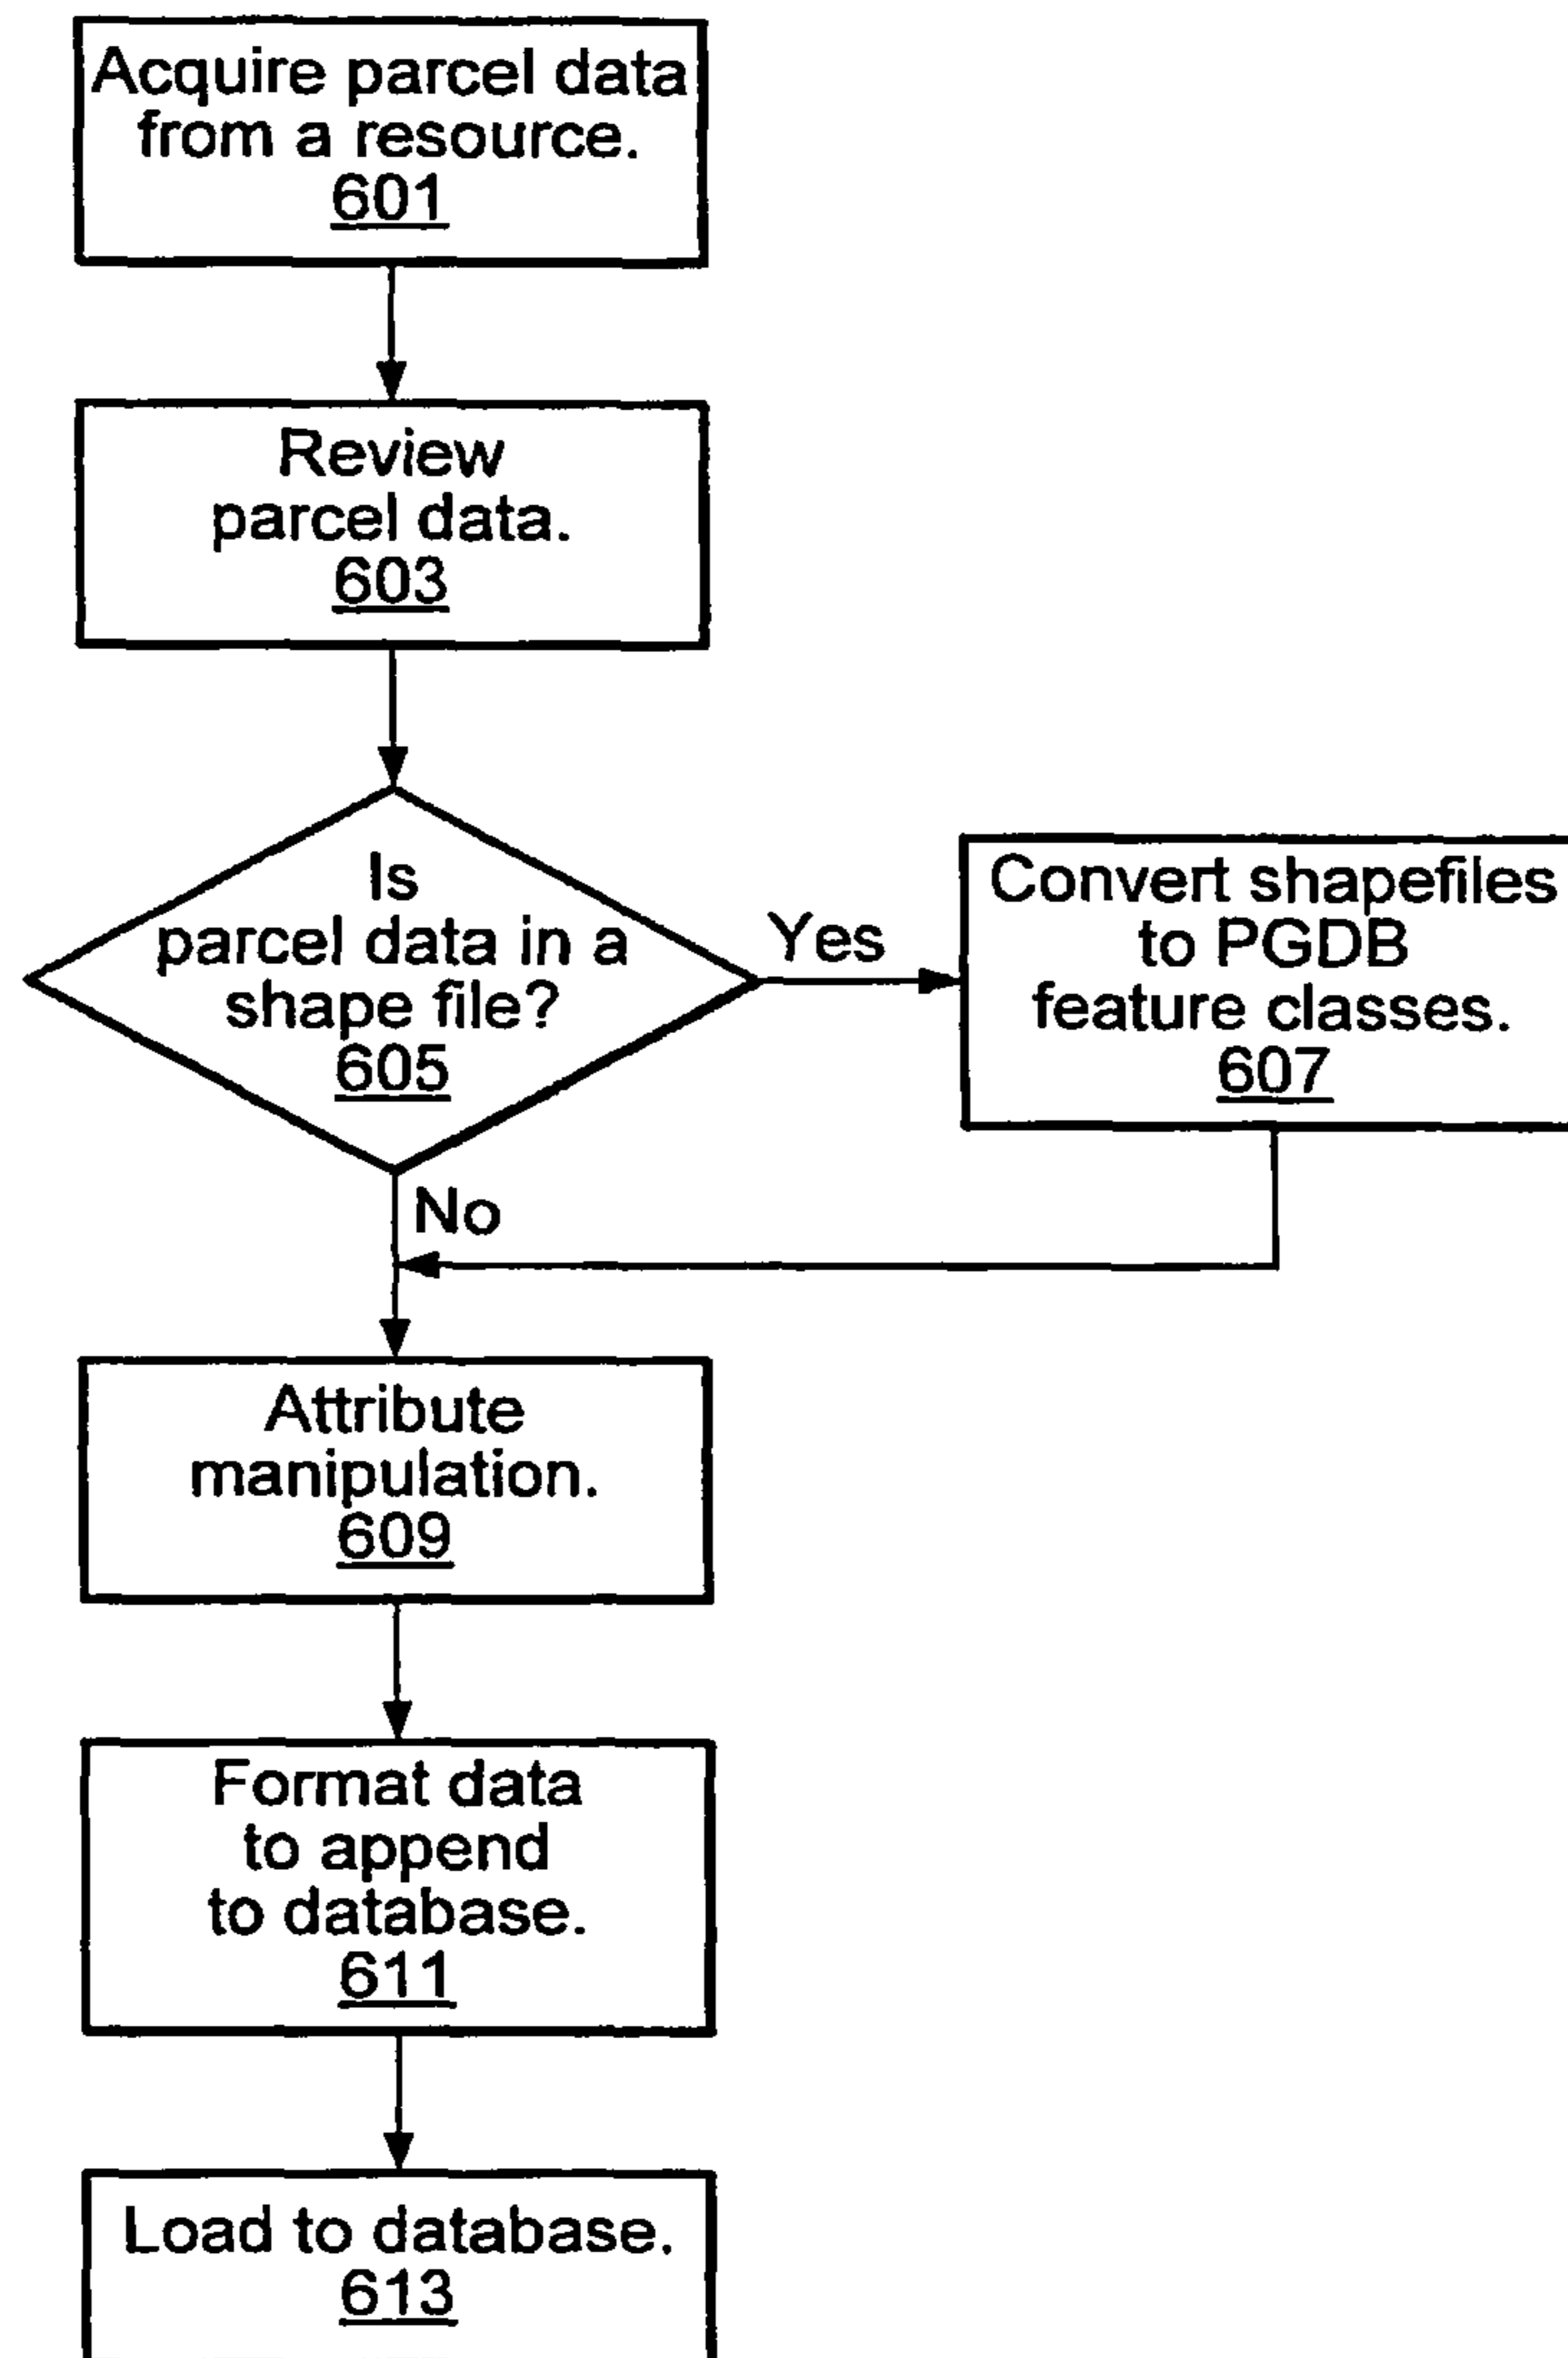 Acquire parcel data
from a resource.
601
Review
parcel data.
603
Is
parcel data in a
shape file?
605
Yes
Convert shapefiles
to PGDB
feature classes.
607
No
Attribute
manipulation.
609
Format data
to append
to database.
611
Load to database.
613